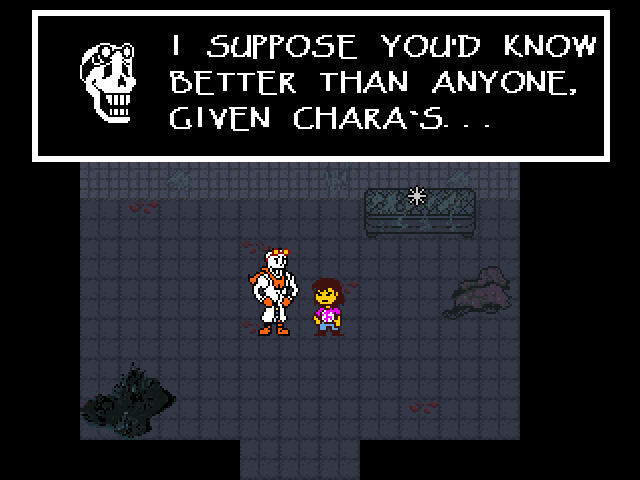 I SUPPOSE YOU'D KNOW
BETTER THAN ANYONE,
GIVEN CHARA'S...